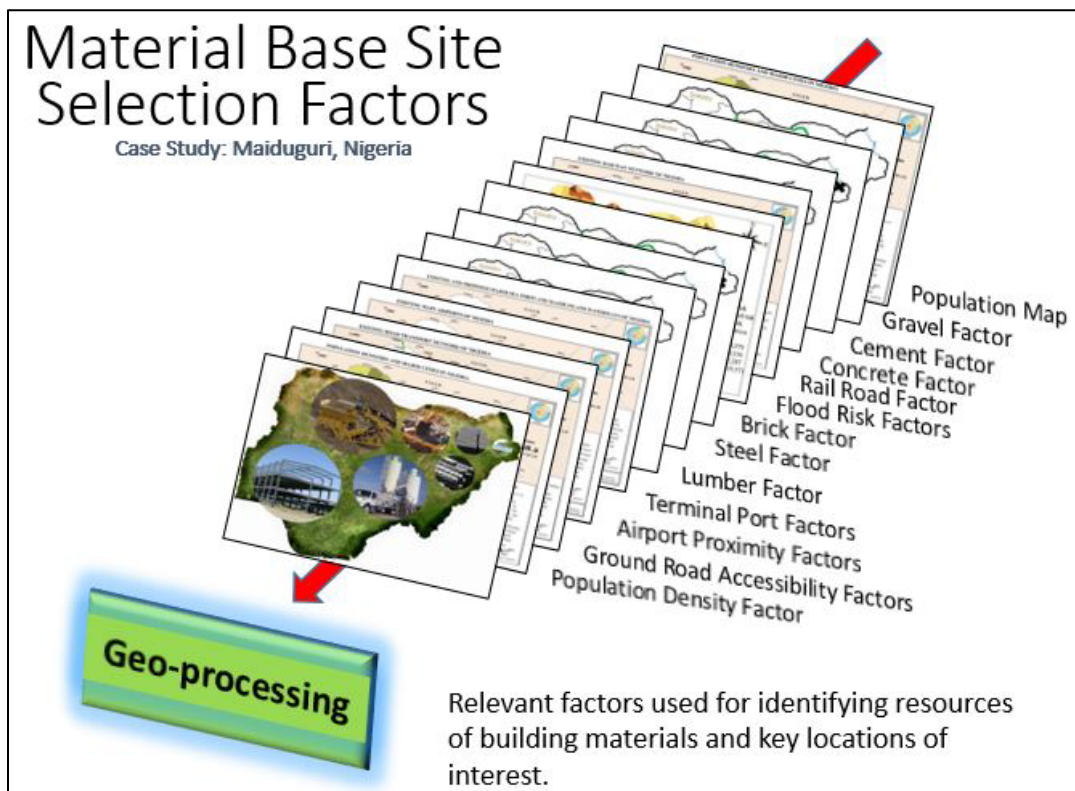 Material Base Site
Selection Factors
Case Study: Maiduguri, Nigeria
Population Map
Gravel Factor
Cement Factor
Concrete Factor
Rail Road Factor
Flood Risk Factors
Brick Factor
Steel Factor
Lumber Factor
Terminal Port Factors
Airport Proximity Factors
Ground Road Accessibility Factors
Population Density Factor
Geo-processing
Relevant factors used for identifying resources
of building materials and key locations of
interest.